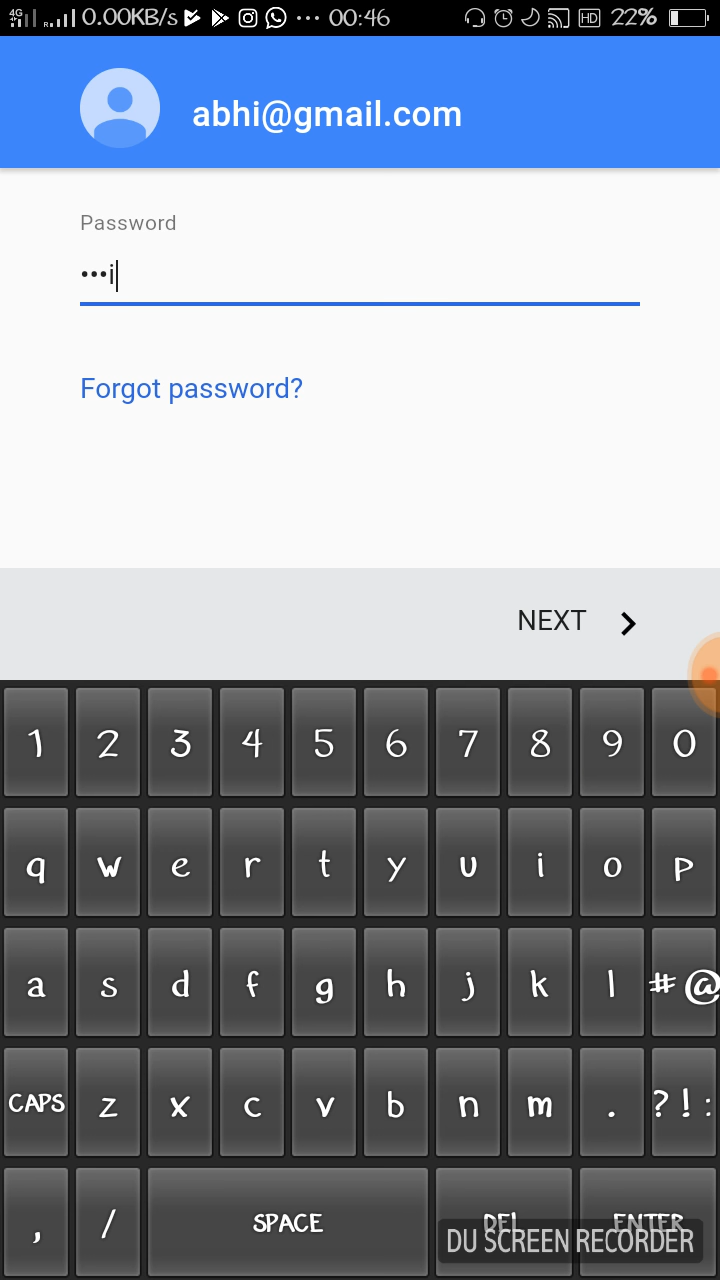 4G R 0.00KB/s 00:46 HD 22%
abhi@gmail.com
Password
•••i
Forgot password?
NEXT
1 2 3 4 5 6 7 8 9 0
q w e r t y u i o p
a s d f g h j k l #@
CAPS z x c v b n m . ?!:
, / SPACE DEL ENTER
DU SCREEN RECORDER